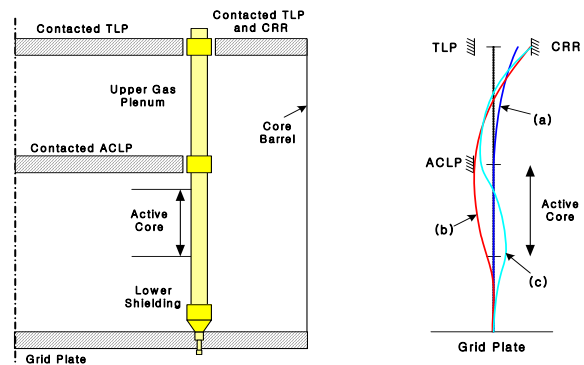 Contacted TLP
Contacted TLP
and CRR
Upper Gas
Plenum
Core
Barrel
Contacted ACLP
Active
Core
Lower
Shielding
Grid Plate
TLP
CRR
(a)
ACLP
Active
Core
(b)
(c)
Grid Plate